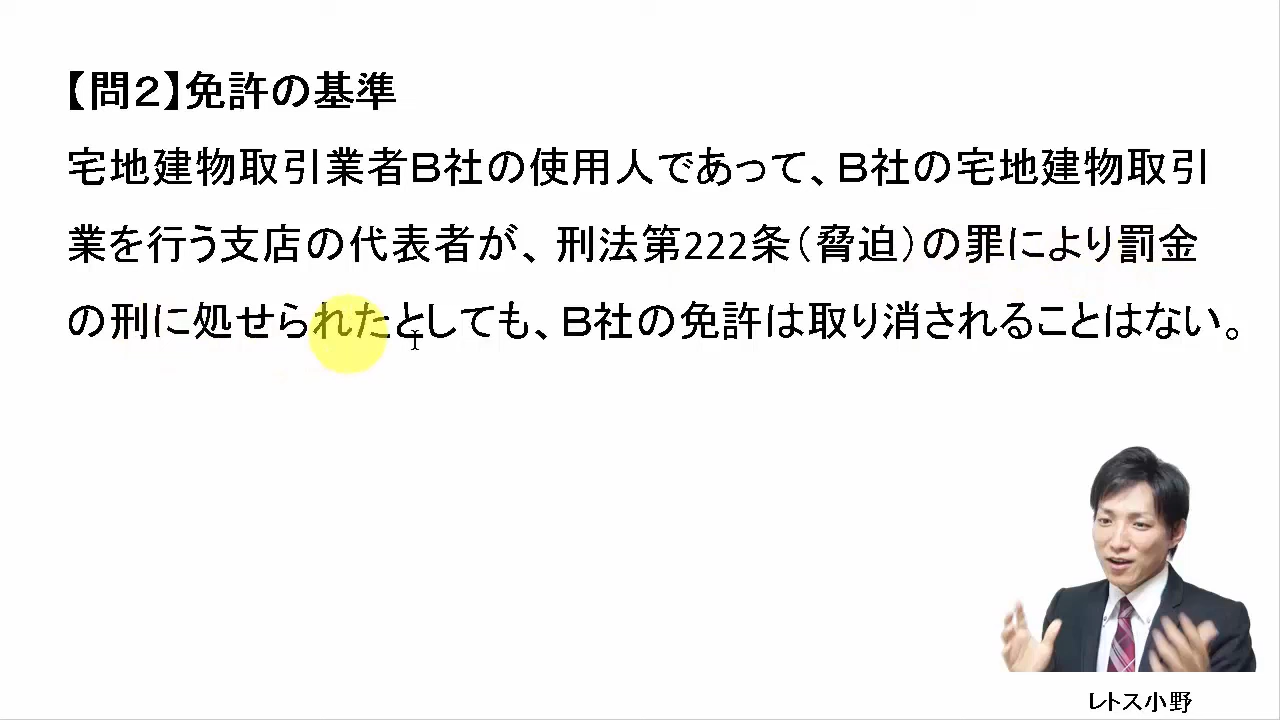 【問２】免許の基準
宅地建物取引業者Ｂ社の使用人であって、Ｂ社の宅地建物取引
業を行う支店の代表者が、刑法第222条（脅迫）の罪により罰金
の刑に処せられたとしても、Ｂ社の免許は取り消されることはない。
レトス小野